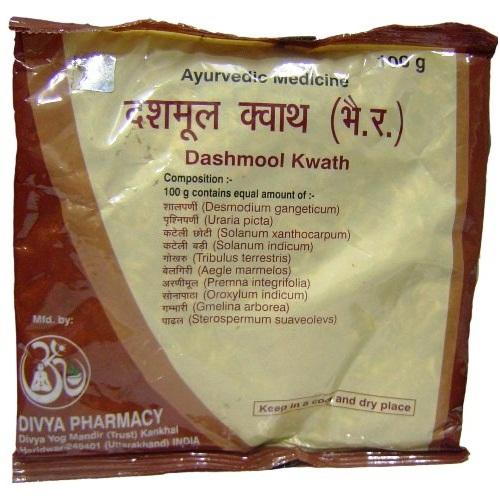 100 g
Ayurvedic Medicine
दशमूल क्वाथ (भै.र.)
Dashmool Kwath
Composition :-
100 g contains equal amount of :-
शालपर्णी (Desmodium gangeticum)
पृश्निपर्णी (Uraria picta)
कटेली छोटी (Solanum xanthocarpum)
कटेली बड़ी (Solanum indicum)
गोखरु (Tribulus terrestris)
बेलगिरी (Aegle marmelos)
अरणीमूल (Premna integrifolia)
सोनापाठा (Oroxylum indicum)
गम्भारी (Gmelina arborea)
पाढल (Sterospermum suaveolevs)
Mfd. by:
Keep in a cool and dry place
DIVYA PHARMACY
Divya Yog Mandir (Trust) Kankhal
Haridwar-249401 (Uttarakhand) INDIA